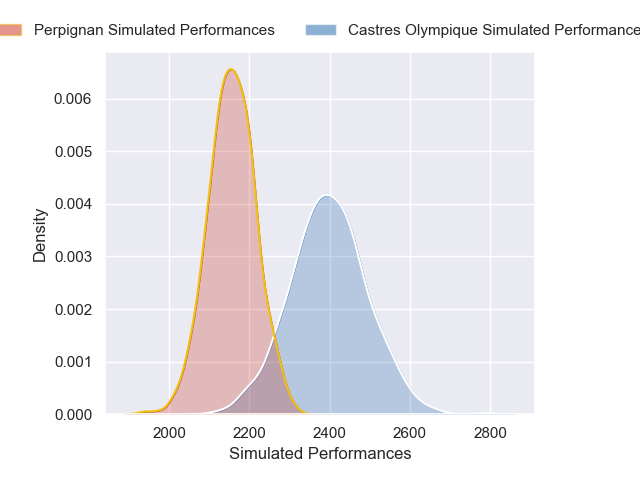 Perpignan Simulated Performances
Castres Olympique Simulated Performance
0.006
0.005
0.004
0.003
0.002
0.001
0.000
Density
2000 2200 2400 2600 2800
Simulated Performances